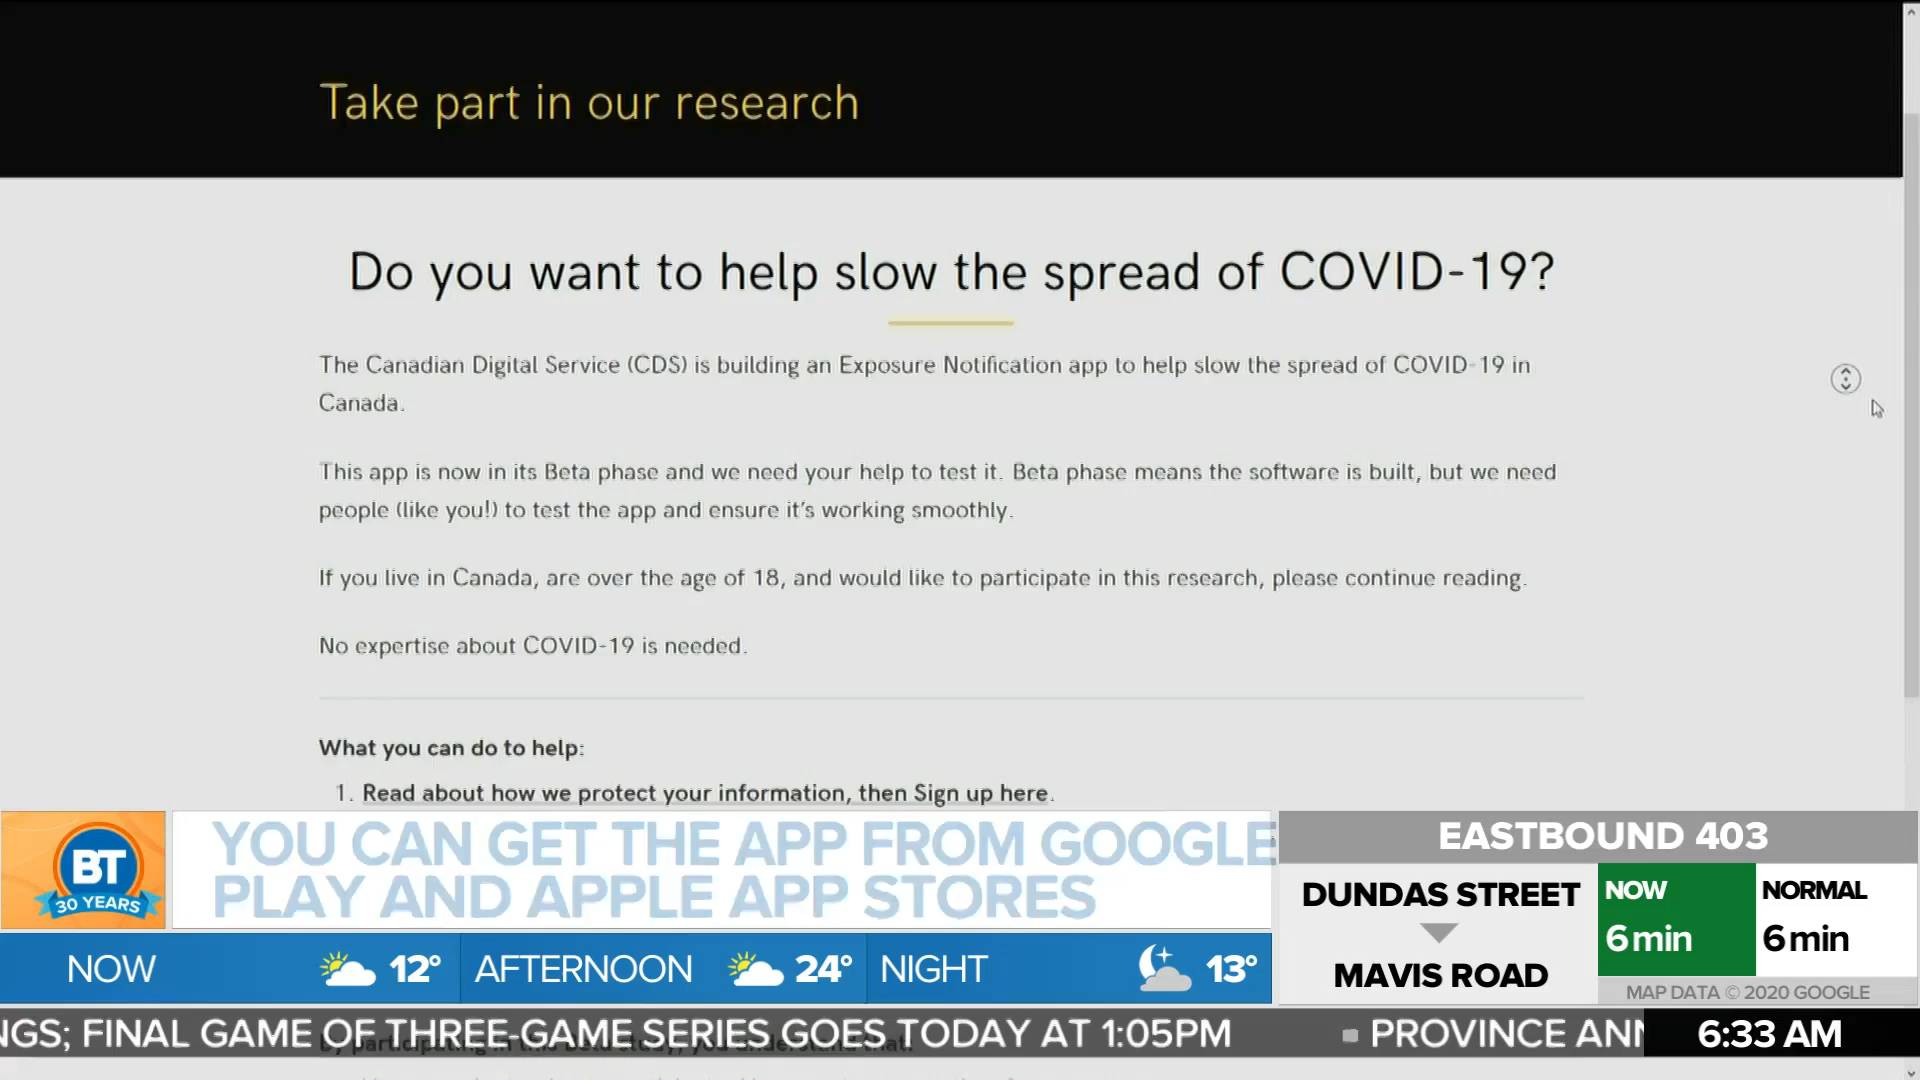 Take part in our research
Do you want to help slow the spread of COVID-19?
The Canadian Digital Service (CDS) is building an Exposure Notification app to help slow the spread of COVID-19 in
Canada.
This app is now in its Beta phase and we need your help to test it. Beta phase means the software is built, but we need
people (like you!) to test the app and ensure it's working smoothly.
If you live in Canada, are over the age of 18, and would like to participate in this research, please continue reading.
No expertise about COVID-19 is needed.
What you can do to help:
1. Read about how we protect your information, then Sign up here.
BT
30 YEARS
YOU CAN GET THE APP FROM GOOGLE
PLAY AND APPLE APP STORES
EASTBOUND 403
DUNDAS STREET
MAVIS ROAD
NOW
6 min
NORMAL
6 min
MAP DATA © 2020 GOOGLE
NOW 12° AFTERNOON 24° NIGHT 13°
NGS; FINAL GAME OF THREE-GAME SERIES GOES TODAY AT 1:05PM ▪ PROVINCE ANN
6:33 AM